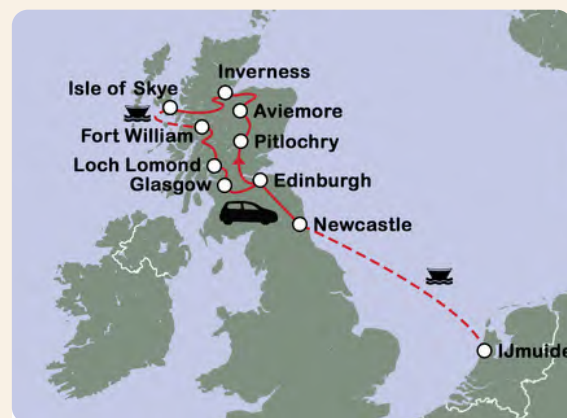 Inverness
Isle of Skye
Aviemore
Fort William
Pitlochry
Loch Lomond
Edinburgh
Glasgow
Newcastle
IJmuide